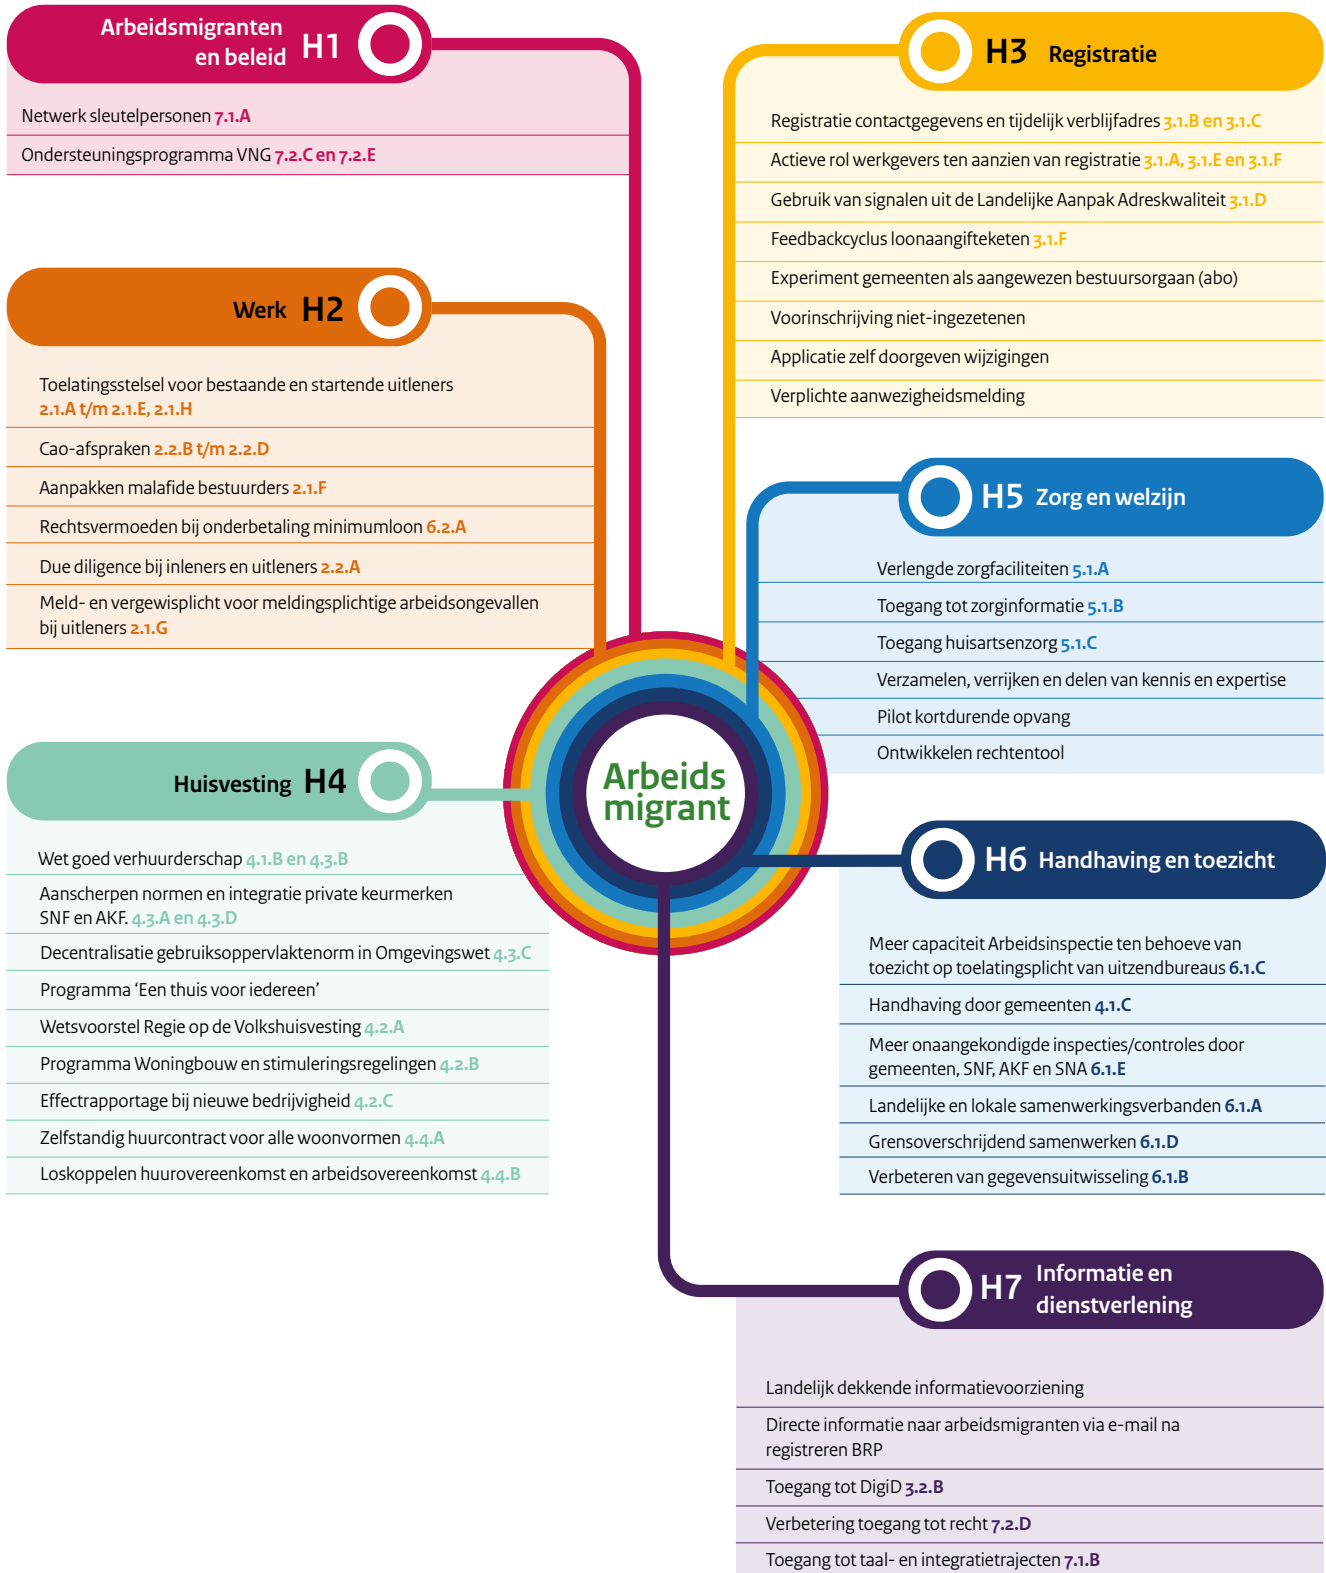 Arbeidsmigranten
en beleid H1
Netwerk sleutelpersonen 7.1.A
Ondersteuningsprogramma VNG 7.2.C en 7.2.E
Werk H2
Toelatingsstelsel voor bestaande en startende uitleners
2.1.A t/m 2.1.E, 2.1.H
Cao-afspraken 2.2.B t/m 2.2.D
Aanpakken malafide bestuurders 2.1.F
Rechtsvermoeden bij onderbetaling minimumloon 6.2.A
Due diligence bij inleners en uitleners 2.2.A
Meld- en vergewisplicht voor meldingsplichtige arbeidsongevallen
bij uitleners 2.1.G
Huisvesting H4
Wet goed verhuurderschap 4.1.B en 4.3.B
Aanscherpen normen en integratie private keurmerken
SNF en AKF. 4.3.A en 4.3.D
Decentralisatie gebruiksoppervlaktenorm in Omgevingswet 4.3.C
Programma ‘Een thuis voor iedereen’
Wetsvoorstel Regie op de Volkshuisvesting 4.2.A
Programma Woningbouw en stimuleringsregelingen 4.2.B
Effectrapportage bij nieuwe bedrijvigheid 4.2.C
Zelfstandig huurcontract voor alle woonvormen 4.4.A
Loskoppelen huurovereenkomst en arbeidsovereenkomst 4.4.B
Arbeids
migrant
H3 Registratie
Registratie contactgegevens en tijdelijk verblijfadres 3.1.B en 3.1.C
Actieve rol werkgevers ten aanzien van registratie 3.1.A, 3.1.E en 3.1.F
Gebruik van signalen uit de Landelijke Aanpak Adreskwaliteit 3.1.D
Feedbackcyclus loonaangifteketen 3.1.F
Experiment gemeenten als aangewezen bestuursorgaan (abo)
Voorinschrijving niet-ingezetenen
Applicatie zelf doorgeven wijzigingen
Verplichte aanwezigheidsmelding
H5 Zorg en welzijn
Verlengde zorgfaciliteiten 5.1.A
Toegang tot zorginformatie 5.1.B
Toegang huisartsenzorg 5.1.C
Verzamelen, verrijken en delen van kennis en expertise
Pilot kortdurende opvang
Ontwikkelen rechtentool
H6 Handhaving en toezicht
Meer capaciteit Arbeidsinspectie ten behoeve van
toezicht op toelatingsplicht van uitzendbureaus 6.1.C
Handhaving door gemeenten 4.1.C
Meer onaangekondigde inspecties/controles door
gemeenten, SNF, AKF en SNA 6.1.E
Landelijke en lokale samenwerkingsverbanden 6.1.A
Grensoverschrijdend samenwerken 6.1.D
Verbeteren van gegevensuitwisseling 6.1.B
H7 Informatie en
dienstverlening
Landelijk dekkende informatievoorziening
Directe informatie naar arbeidsmigranten via e-mail na
registreren BRP
Toegang tot DigiD 3.2.B
Verbetering toegang tot recht 7.2.D
Toegang tot taal- en integratietrajecten 7.1.B